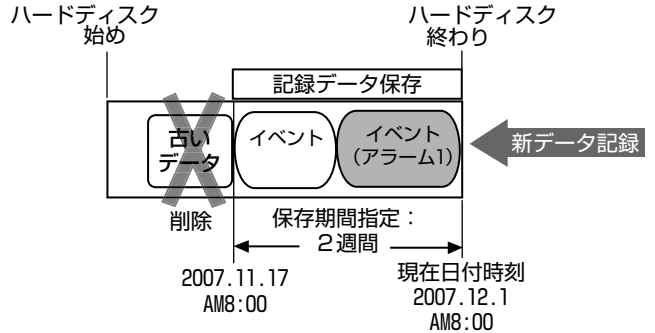 ハードディスク
始め
ハードディスク
終わり
記録データ保存
古い
データ
イベント
イベント
（アラーム1）
新データ記録
削除
保存期間指定：
２週間
2007.11.17
AM8:00
現在日付時刻
2007.12.1
AM8:00